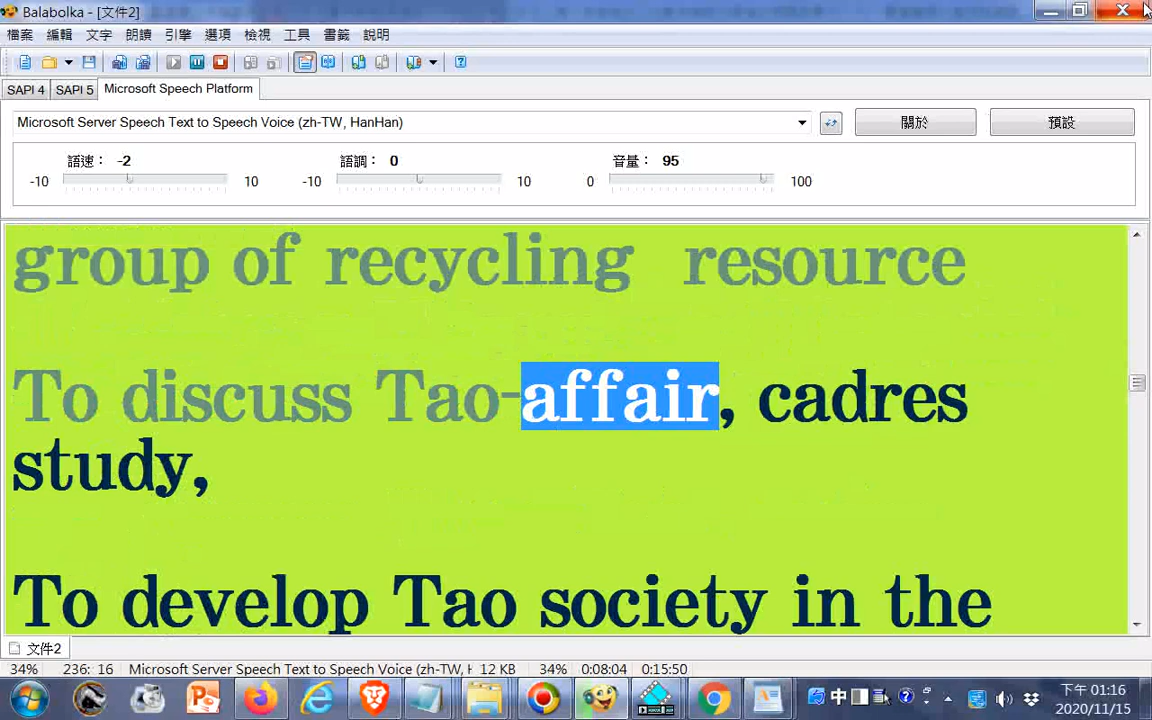 Balabolka - [文件2]
檔案 編輯 文字 朗讀 引擎 選項 檢視 工具 書籤 說明
SAPI 4 SAPI 5 Microsoft Speech Platform
Microsoft Server Speech Text to Speech Voice (zh-TW, HanHan) 關於 預設
語速： -2 語調： 0 音量： 95
-10 10 -10 10 0 100
group of recycling resource
To discuss Tao-affair, cadres
study,
To develop Tao society in the
文件2
34% 236: 16 Microsoft Server Speech Text to Speech Voice (zh-TW, H 12 KB 34% 0:08:04 0:15:50
中 下午 01:16
2020/11/15